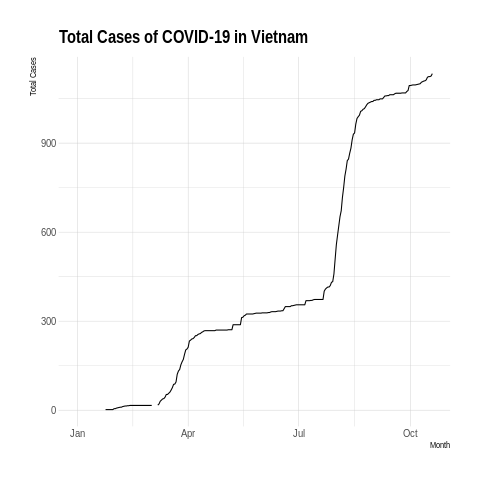 Total Cases of COVID-19 in Vietnam
Total Cases
900
600
300
0
Jan Apr Jul Oct
Month